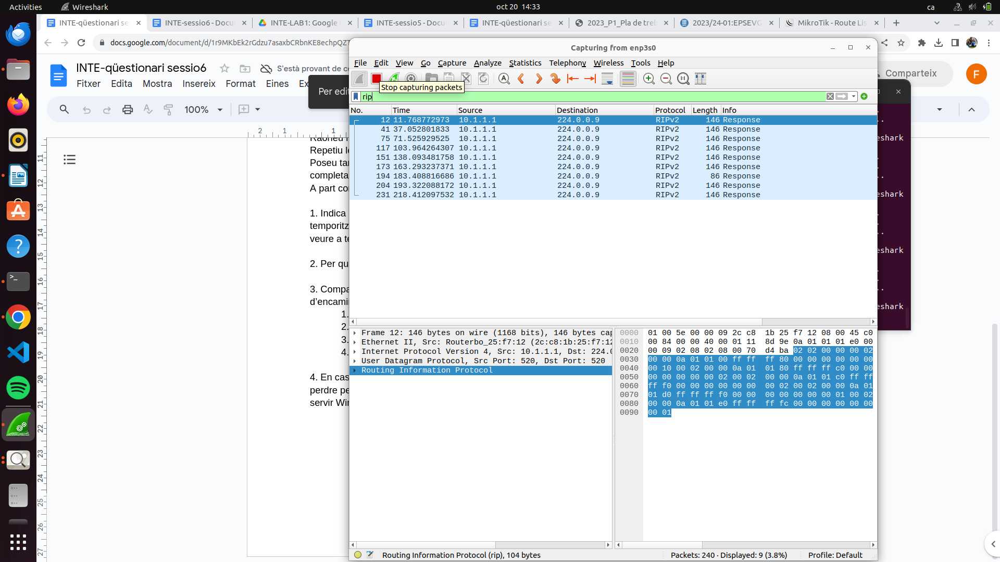 Activities
Wireshark
oct 20 14:33
ca
INTE-qüestionari se
INTE-sessio6 - Docu
INTE-LAB1: Google
INTE-sessio5 - Docu
INTE-qüestionari se
2023_P1_Pla de tre
2023/24-01:EPSEVG
MikroTik - Route Lis
docs.google.com/document/d/1r9MKbEk2rGdzu7asaxbCRbnKE8echpQZT
INTE-qüestionari sessio6
S'està provant de co
Comparteix
F
Fitxer Edita Mostra Insereix Format Eines Ex
Per edit
100%
Capturing from enp3s0
File Edit View Go Capture Analyze Statistics Telephony Wireless Tools Help
Stop capturing packets
rip
No. Time Source Destination Protocol Length Info
12 11.768772973 10.1.1.1 224.0.0.9 RIPv2 146 Response
41 37.052801833 10.1.1.1 224.0.0.9 RIPv2 146 Response
75 71.525929525 10.1.1.1 224.0.0.9 RIPv2 146 Response
117 103.964264307 10.1.1.1 224.0.0.9 RIPv2 146 Response
151 138.093481758 10.1.1.1 224.0.0.9 RIPv2 146 Response
173 163.293237371 10.1.1.1 224.0.0.9 RIPv2 146 Response
194 183.408816686 10.1.1.1 224.0.0.9 RIPv2 86 Response
204 193.322088172 10.1.1.1 224.0.0.9 RIPv2 146 Response
231 218.412097532 10.1.1.1 224.0.0.9 RIPv2 146 Response
Frame 12: 146 bytes on wire (1168 bits), 146 bytes cap
Ethernet II, Src: Routerbo_25:f7:12 (2c:c8:1b:25:f7:12
Internet Protocol Version 4, Src: 10.1.1.1, Dst: 224.0
User Datagram Protocol, Src Port: 520, Dst Port: 520
Routing Information Protocol
0000 01 00 5e 00 00 09 2c c8 1b 25 f7 12 08 00 45 c0
0010 00 84 00 00 40 00 01 11 8d 9e 0a 01 01 01 e0 00
0020 00 09 02 08 02 08 00 70 d4 ba 02 02 00 00 00 02
0030 00 00 0a 01 01 00 ff ff ff 80 00 00 00 00 00 00
0040 00 10 00 02 00 00 0a 01 01 80 ff ff ff c0 00 00
0050 00 00 00 00 00 02 00 02 00 00 0a 01 01 c0 ff ff
0060 ff f0 00 00 00 00 00 00 00 02 00 02 00 00 0a 01
0070 01 d0 ff ff ff f0 00 00 00 00 00 00 00 01 00 02
0080 00 00 0a 01 01 e0 ff ff ff fc 00 00 00 00 00 00
0090 00 01
Routing Information Protocol (rip), 104 bytes
Packets: 240 · Displayed: 9 (3.8%)
Profile: Default
2 1 1
Repetiu l
Poseu ta
completa
A part co
1. Indica
temporitz
veure a t
2. Per qu
3. Compa
d'encami
1.
2.
3.
4.
4. En cas
perdre pe
servir Wi
11
12
13
14
15
16
17
18
19
20
21
22
23
24
25
26
27
eshark
eshark
eshark
eshark